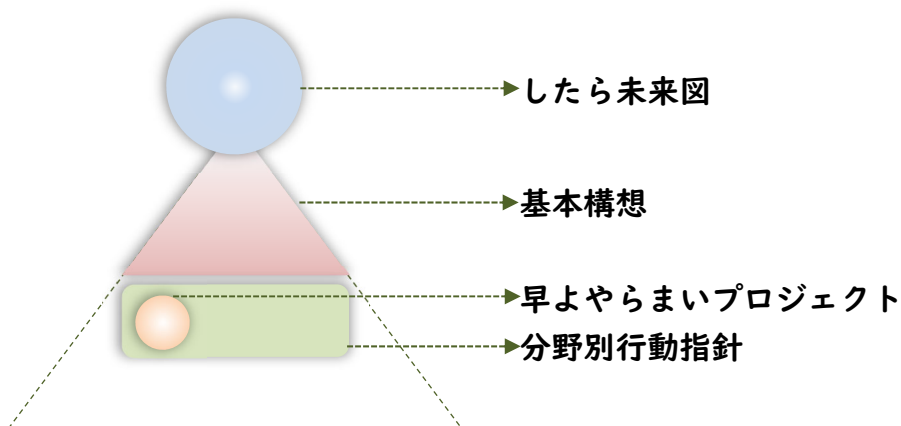 したら未来図
基本構想
早よやらまいプロジェクト
分野別行動指針